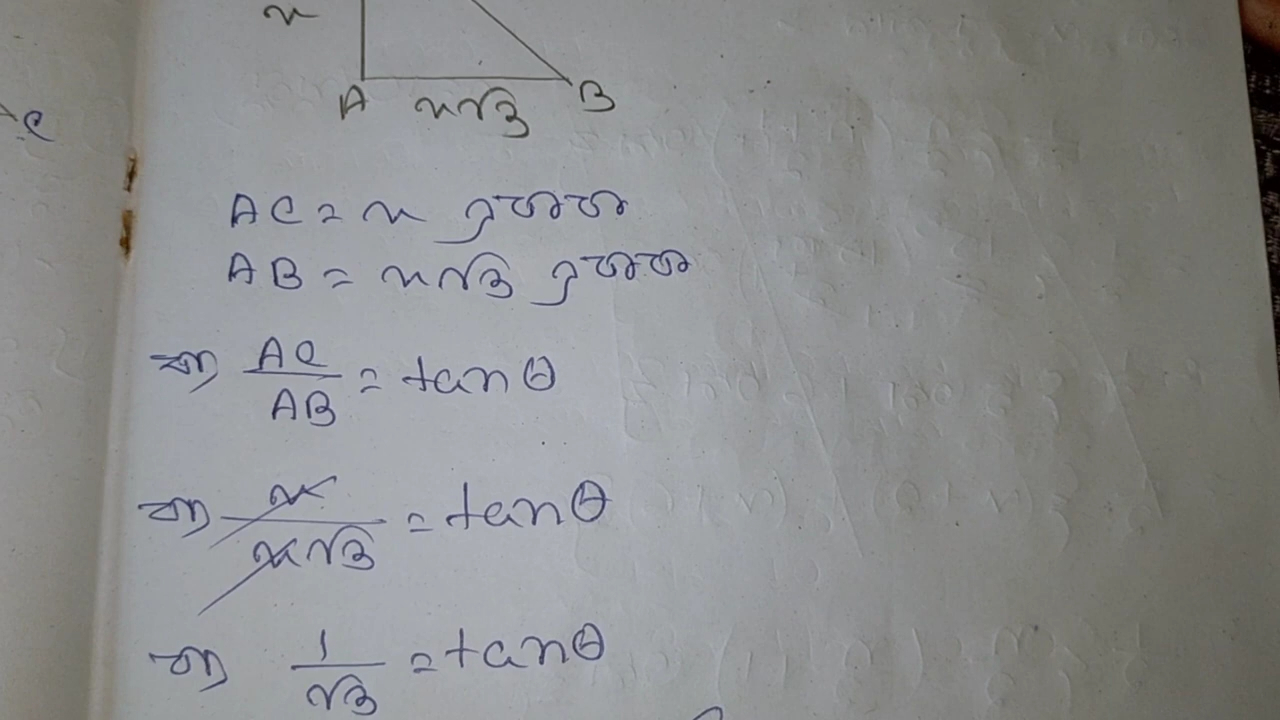 x
A x√3 B
AC = x একক
AB = x√3 একক
বা, AC/AB = tanθ
বা, x/x√3 = tanθ
বা, 1/√3 = tanθ